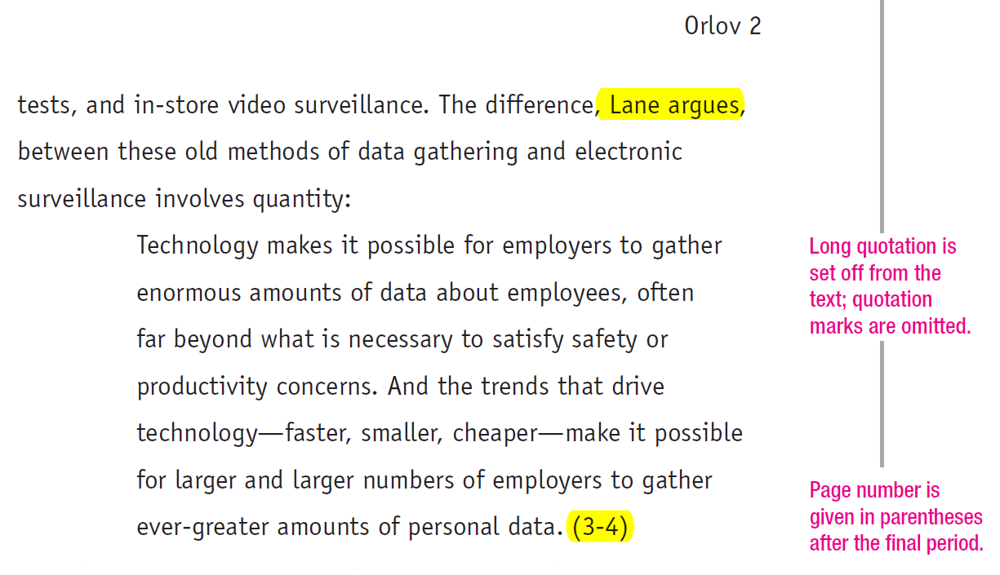 Orlov 2
tests, and in-store video surveillance. The difference, Lane argues,
between these old methods of data gathering and electronic
surveillance involves quantity:
Technology makes it possible for employers to gather
enormous amounts of data about employees, often
far beyond what is necessary to satisfy safety or
productivity concerns. And the trends that drive
technology—faster, smaller, cheaper—make it possible
for larger and larger numbers of employers to gather
ever-greater amounts of personal data. (3-4)
Long quotation is
set off from the
text; quotation
marks are omitted.
Page number is
given in parentheses
after the final period.